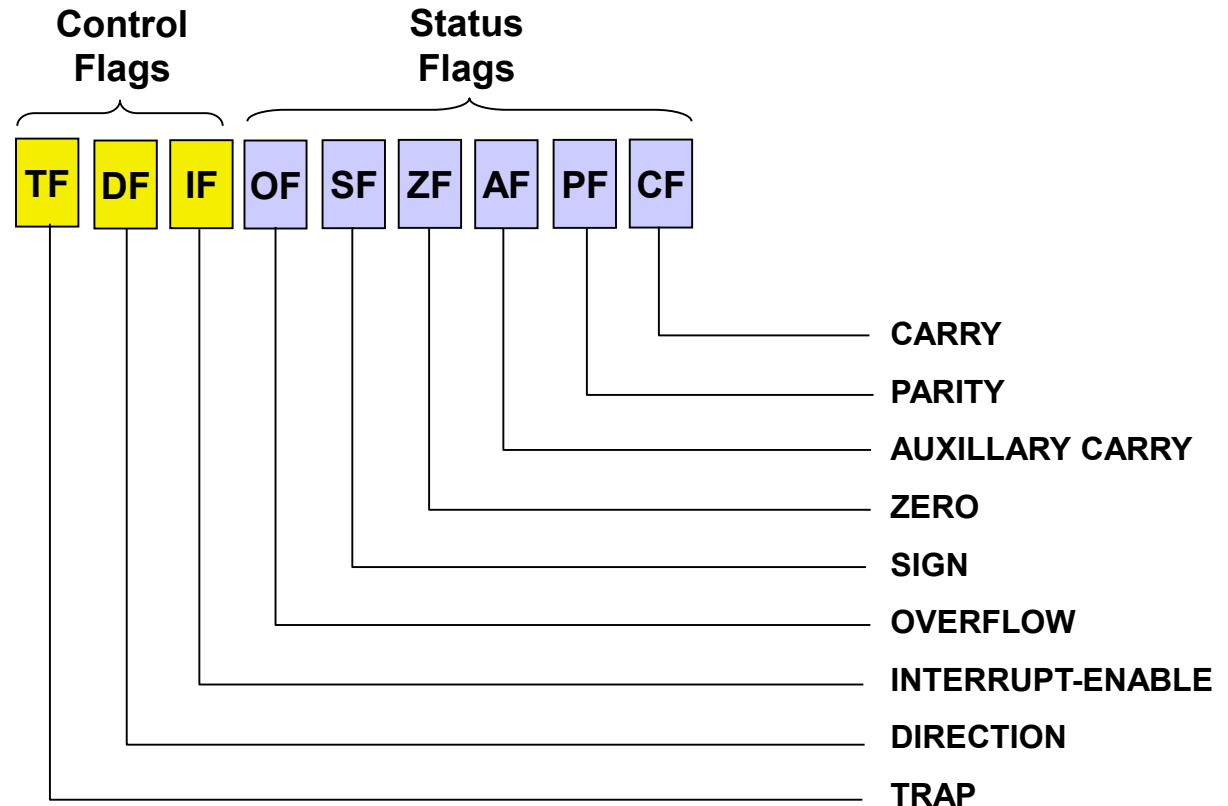 Control
Flags
Status
Flags
TF DF IF OF SF ZF AF PF CF
CARRY
PARITY
AUXILLARY CARRY
ZERO
SIGN
OVERFLOW
INTERRUPT-ENABLE
DIRECTION
TRAP